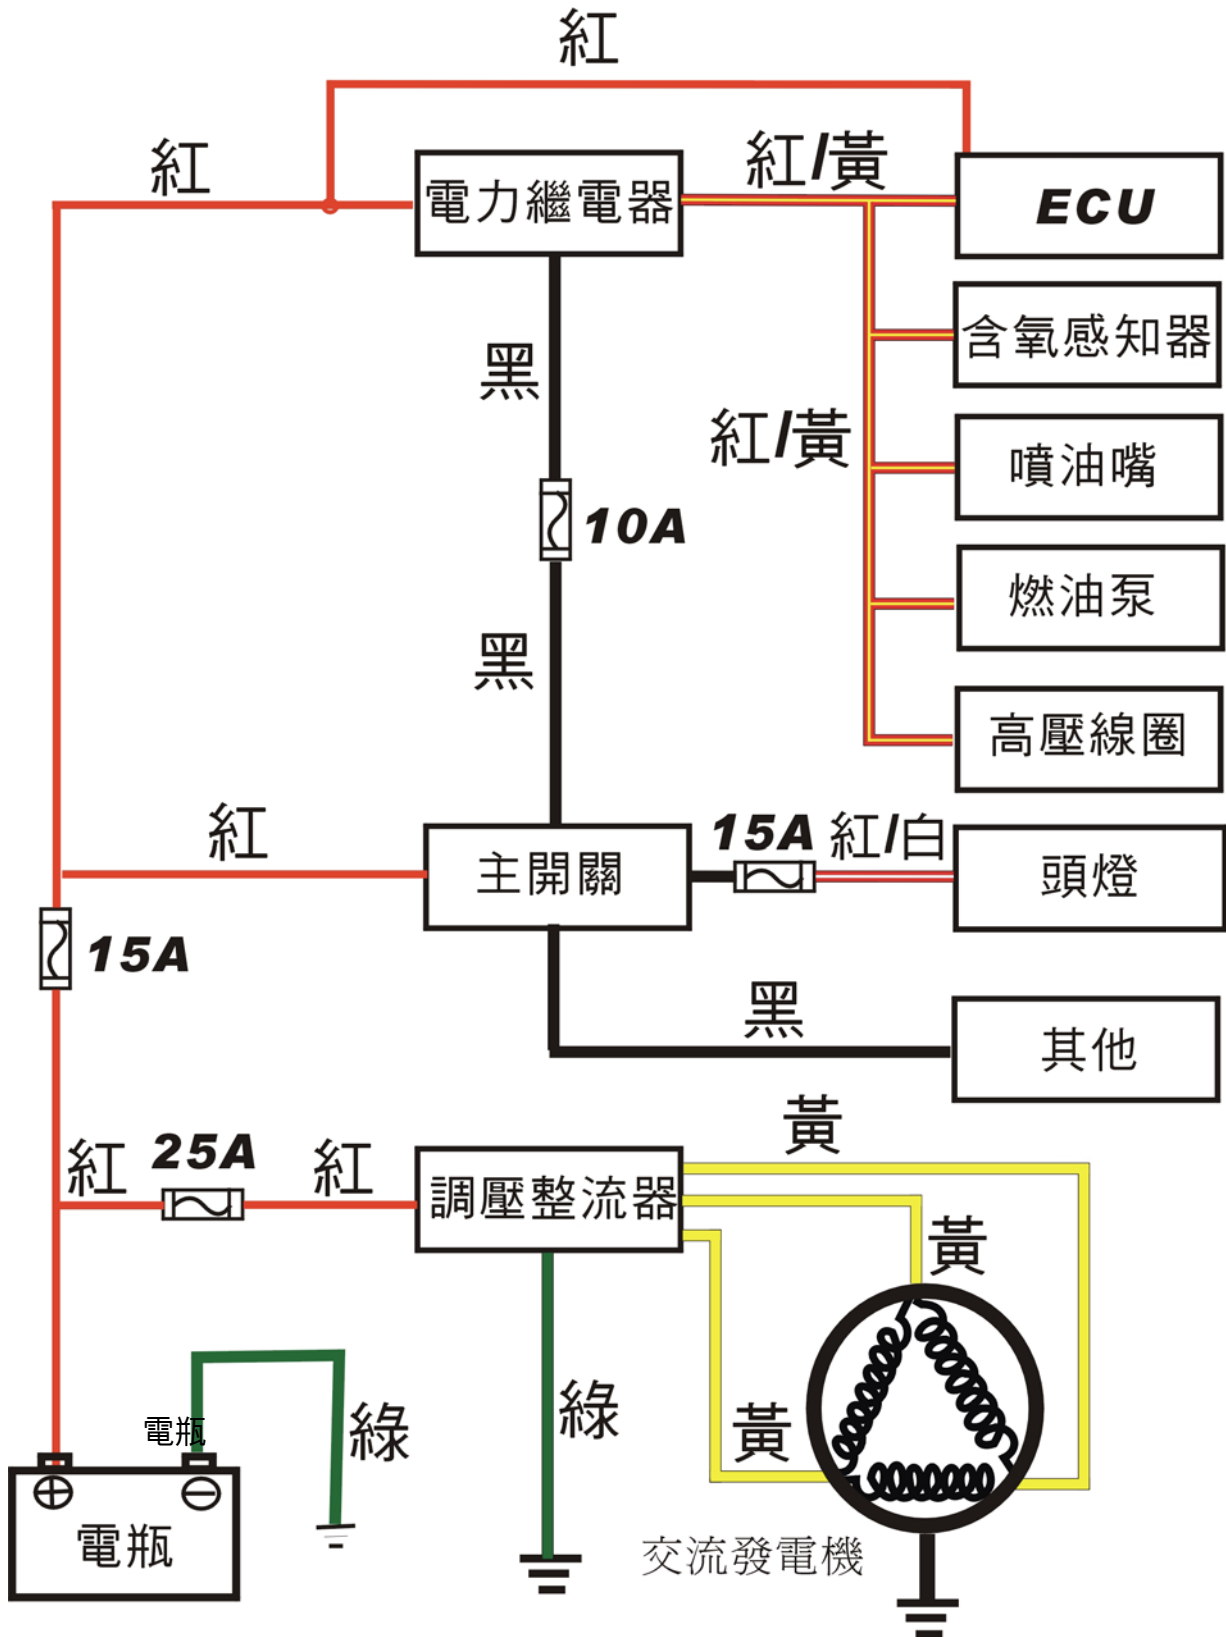 紅
紅
紅/黃
電力繼電器
ECU
黑
含氧感知器
紅/黃
噴油嘴
10A
燃油泵
黑
高壓線圈
紅
15A
紅/白
主開關
頭燈
15A
黑
其他
黃
紅
25A
紅
調壓整流器
黃
綠
綠
黃
電瓶
電瓶
交流發電機